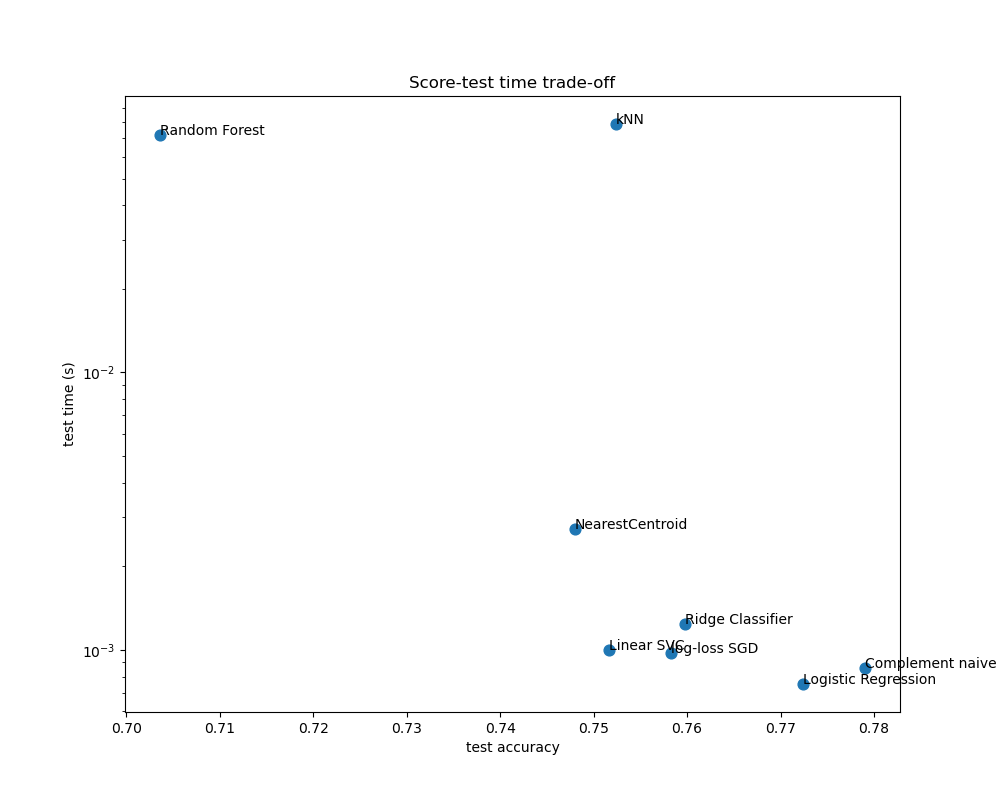 Score-test time trade-off
Random Forest
kNN
NearestCentroid
Ridge Classifier
Linear SVC
log-loss SGD
Complement naive
Logistic Regression
test time (s)
10⁻²
10⁻³
0.70 0.71 0.72 0.73 0.74 0.75 0.76 0.77 0.78
test accuracy